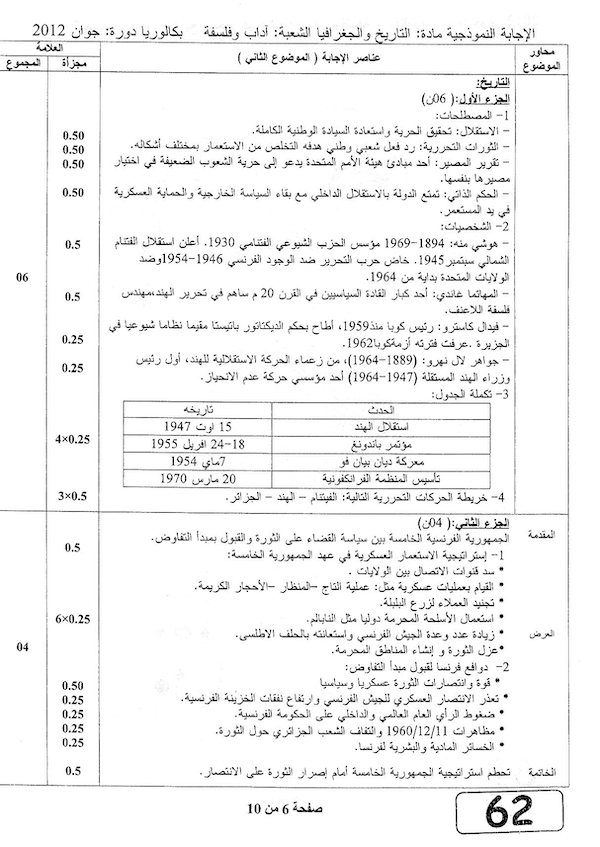 الإجابة النموذجية مادة: التاريخ والجغرافيا الشعبة: آداب وفلسفة بكالوريا دورة: جوان 2012
محاور الموضوع
عناصر الإجابة ( الموضوع الثاني )
العلامة
مجزأة
المجموع
التاريخ:
الجزء الأول: ( 06ن)
1- المصطلحات:
- الاستقلال: تحقيق الحرية واستعادة السيادة الوطنية الكاملة.
0.50
- الثورات التحررية: رد فعل شعبي وطني هدفه التخلص من الاستعمار بمختلف أشكاله.
0.50
- تقرير المصير: أحد مبادئ هيئة الأمم المتحدة يدعو إلى حرية الشعوب الضعيفة في اختيار
0.50
مصيرها بنفسها.
- الحكم الذاتي: تمتع الدولة بالاستقلال الداخلي مع بقاء السياسة الخارجية والحماية العسكرية
0.50
في يد المستعمر.
2- الشخصيات:
- هوشي منه: 1894-1969 مؤسس الحزب الشيوعي الفتنامي 1930. أعلن استقلال الفتنام
0.5
الشمالي سبتمبر1945. خاض حرب التحرير ضد الوجود الفرنسي 1946-1954وضد
الولايات المتحدة بداية من 1964.
06
- المهاتما غاندي: أحد كبار القادة السياسيين في القرن 20 م ساهم في تحرير الهند،مهندس
0.5
فلسفة اللاعنف.
- فيدال كاسترو: رئيس كوبا منذ1959، أطاح بحكم الديكتاتور باتيستا مقيما نظاما شيوعيا في
0.25
الجزيرة .عرفت فترته أزمةكوبا1962.
- جواهر لال نهرو: (1889-1964)، من زعماء الحركة الاستقلالية للهند، أول رئيس
0.25
وزراء الهند المستقلة (1947-1964) أحد مؤسسي حركة عدم الانحياز.
3- تكملة الجدول:
الحدث تاريخه
استقلال الهند 15 اوت 1947
مؤتمر باندونغ 18-24 افريل 1955
4×0.25
معركة ديان بيان فو 7ماي 1954
تأسيس المنظمة الفرانكفونية 20 مارس 1970
4- خريطة الحركات التحررية التالية: الفيتنام - الهند - الجزائر.
3×0.5
الجزء الثاني: ( 04ن)
المقدمة
الجمهورية الفرنسية الخامسة بين سياسة القضاء على الثورة والقبول بمبدأ التفاوض.
0.5
1- إستراتيجية الاستعمار العسكرية في عهد الجمهورية الخامسة:
* سد قنوات الاتصال بين الولايات .
* القيام بعمليات عسكرية مثل: عملية التاج -المنظار -الأحجار الكريمة.
* تجنيد العملاء لزرع البلبلة.
* استعمال الأسلحة المحرمة دوليا مثل النابالم.
6×0.25
العرض
* زيادة عدد وعدة الجيش الفرنسي واستعانته بالحلف الاطلسي.
*عزل الثورة و إنشاء المناطق المحرمة.
04
2- دوافع فرنسا لقبول مبدأ التفاوض:
* قوة وانتصارات الثورة عسكريا وسياسيا
0.50
* تعذر الانتصار العسكري للجيش الفرنسي وارتفاع نفقات الخزينة الفرنسية.
0.25
* ضغوط الرأي العام العالمي والداخلي على الحكومة الفرنسية.
0.25
* مظاهرات 1960/12/11 والتفاف الشعب الجزائري حول الثورة.
0.25
* الخسائر المادية والبشرية لفرنسا.
0.25
الخاتمة
تحطم استراتيجية الجمهورية الخامسة أمام إصرار الثورة على الانتصار.
0.5
صفحة 6 من 10
62